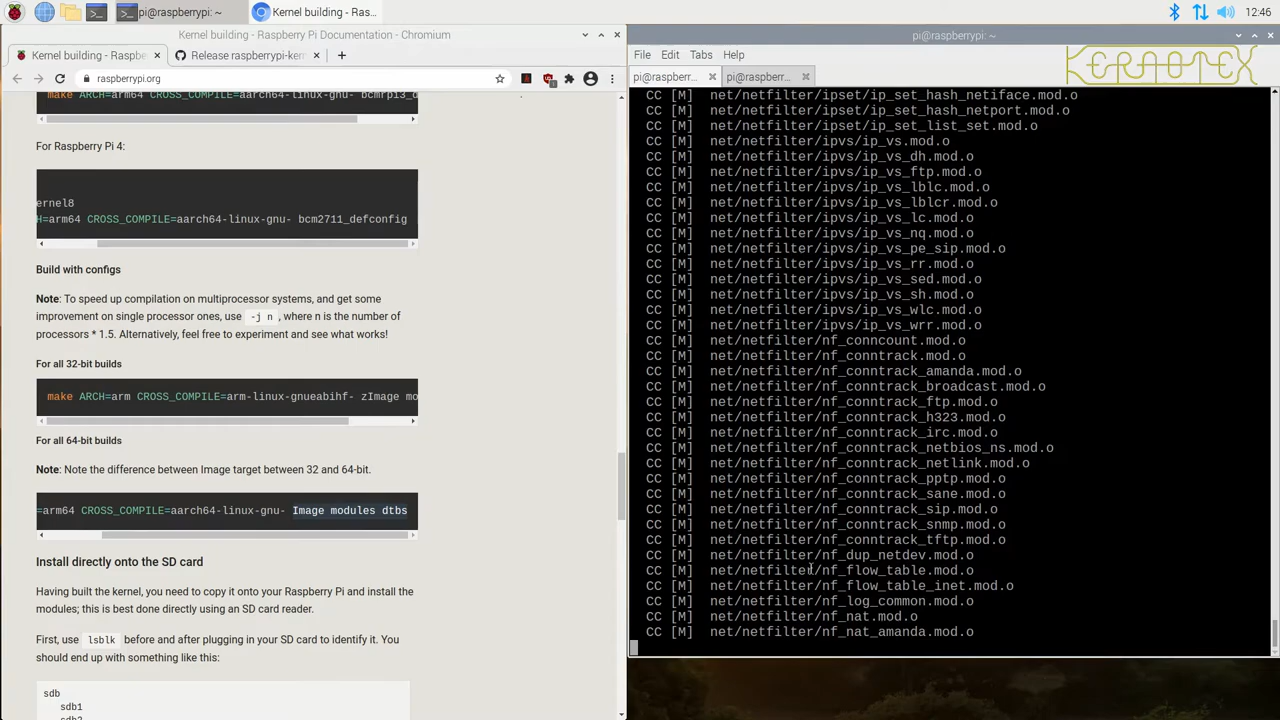 pi@raspberrypi: ~
Kernel building - Ras...
12:46
Kernel building - Raspberry Pi Documentation - Chromium
Kernel building - Raspbe
Release raspberrypi-kern
raspberrypi.org
make ARCH=arm64 CROSS_COMPILE=aarch64-linux-gnu- bcmrpi3_d
For Raspberry Pi 4:
ernel8
H=arm64 CROSS_COMPILE=aarch64-linux-gnu- bcm2711_defconfig
Build with configs
Note: To speed up compilation on multiprocessor systems, and get some
improvement on single processor ones, use -j n , where n is the number of
processors * 1.5. Alternatively, feel free to experiment and see what works!
For all 32-bit builds
make ARCH=arm CROSS_COMPILE=arm-linux-gnueabihf- zImage mo
For all 64-bit builds
Note: Note the difference between Image target between 32 and 64-bit.
=arm64 CROSS_COMPILE=aarch64-linux-gnu- Image modules dtbs
Install directly onto the SD card
Having built the kernel, you need to copy it onto your Raspberry Pi and install the
modules; this is best done directly using an SD card reader.
First, use lsblk before and after plugging in your SD card to identify it. You
should end up with something like this:
sdb
sdb1
sdb2
pi@raspberrypi: ~
File Edit Tabs Help
pi@raspberr...
pi@raspberr...
CC [M] net/netfilter/ipset/ip_set_hash_netiface.mod.o
CC [M] net/netfilter/ipset/ip_set_hash_netport.mod.o
CC [M] net/netfilter/ipset/ip_set_list_set.mod.o
CC [M] net/netfilter/ipvs/ip_vs.mod.o
CC [M] net/netfilter/ipvs/ip_vs_dh.mod.o
CC [M] net/netfilter/ipvs/ip_vs_ftp.mod.o
CC [M] net/netfilter/ipvs/ip_vs_lblc.mod.o
CC [M] net/netfilter/ipvs/ip_vs_lblcr.mod.o
CC [M] net/netfilter/ipvs/ip_vs_lc.mod.o
CC [M] net/netfilter/ipvs/ip_vs_nq.mod.o
CC [M] net/netfilter/ipvs/ip_vs_pe_sip.mod.o
CC [M] net/netfilter/ipvs/ip_vs_rr.mod.o
CC [M] net/netfilter/ipvs/ip_vs_sed.mod.o
CC [M] net/netfilter/ipvs/ip_vs_sh.mod.o
CC [M] net/netfilter/ipvs/ip_vs_wlc.mod.o
CC [M] net/netfilter/ipvs/ip_vs_wrr.mod.o
CC [M] net/netfilter/nf_conncount.mod.o
CC [M] net/netfilter/nf_conntrack.mod.o
CC [M] net/netfilter/nf_conntrack_amanda.mod.o
CC [M] net/netfilter/nf_conntrack_broadcast.mod.o
CC [M] net/netfilter/nf_conntrack_ftp.mod.o
CC [M] net/netfilter/nf_conntrack_h323.mod.o
CC [M] net/netfilter/nf_conntrack_irc.mod.o
CC [M] net/netfilter/nf_conntrack_netbios_ns.mod.o
CC [M] net/netfilter/nf_conntrack_netlink.mod.o
CC [M] net/netfilter/nf_conntrack_pptp.mod.o
CC [M] net/netfilter/nf_conntrack_sane.mod.o
CC [M] net/netfilter/nf_conntrack_sip.mod.o
CC [M] net/netfilter/nf_conntrack_snmp.mod.o
CC [M] net/netfilter/nf_conntrack_tftp.mod.o
CC [M] net/netfilter/nf_dup_netdev.mod.o
CC [M] net/netfilter/nf_flow_table.mod.o
CC [M] net/netfilter/nf_flow_table_inet.mod.o
CC [M] net/netfilter/nf_log_common.mod.o
CC [M] net/netfilter/nf_nat.mod.o
CC [M] net/netfilter/nf_nat_amanda.mod.o